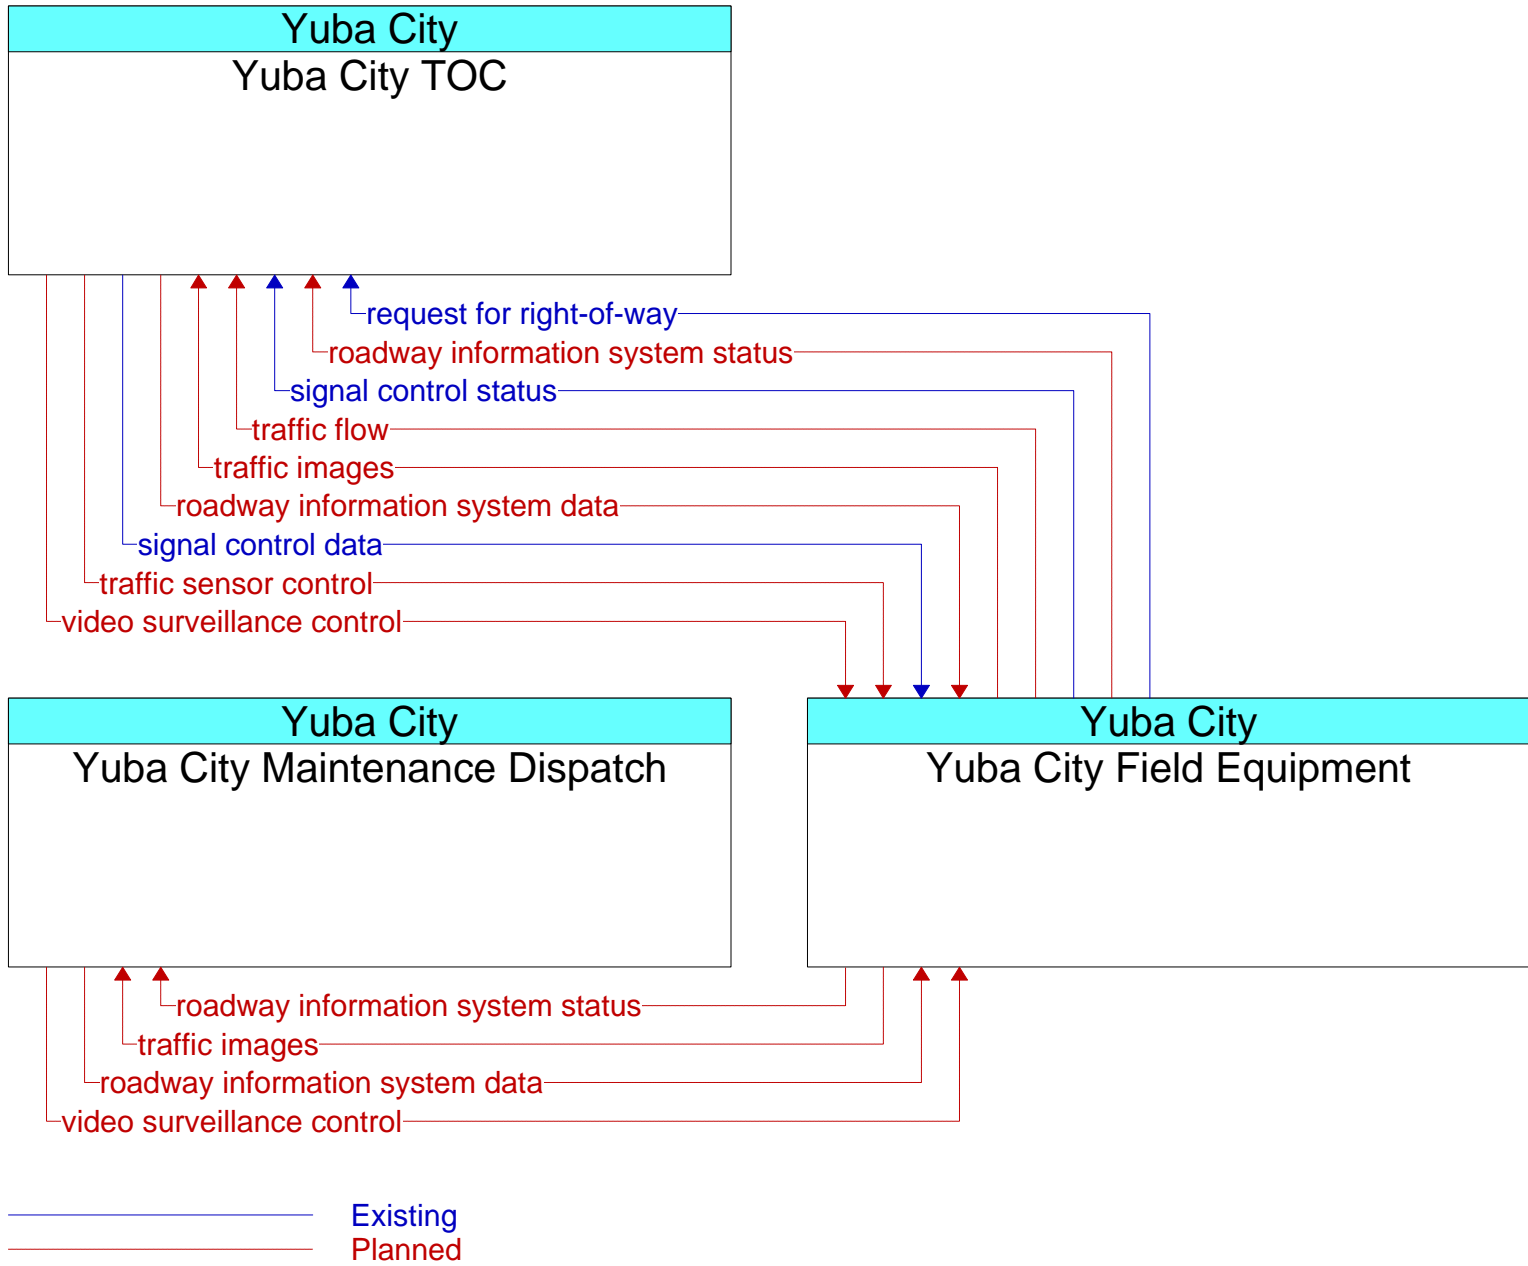 Yuba City
Yuba City TOC
request for right-of-way
roadway information system status
signal control status
traffic flow
traffic images
roadway information system data
signal control data
traffic sensor control
video surveillance control
Yuba City
Yuba City Maintenance Dispatch
Yuba City
Yuba City Field Equipment
roadway information system status
traffic images
roadway information system data
video surveillance control
Existing
Planned